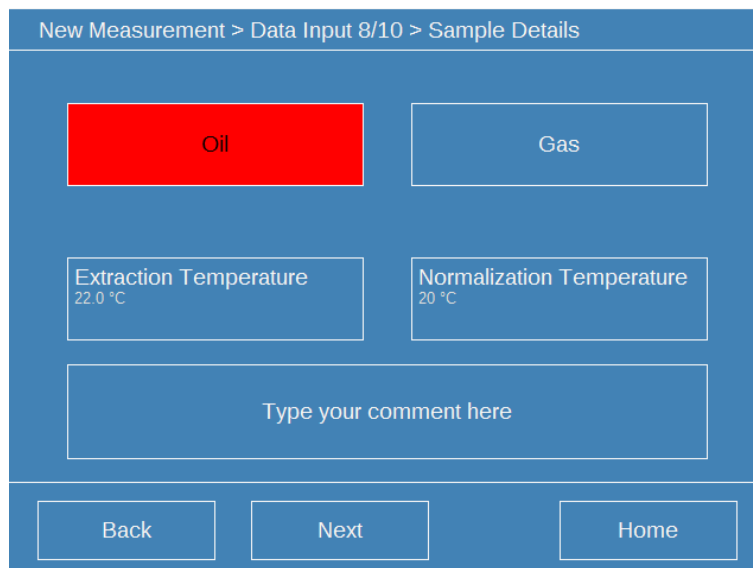 New Measurement > Data Input 8/10 > Sample Details
Oil
Gas
Extraction Temperature
22.0 °C
Normalization Temperature
20 °C
Type your comment here
Back
Next
Home